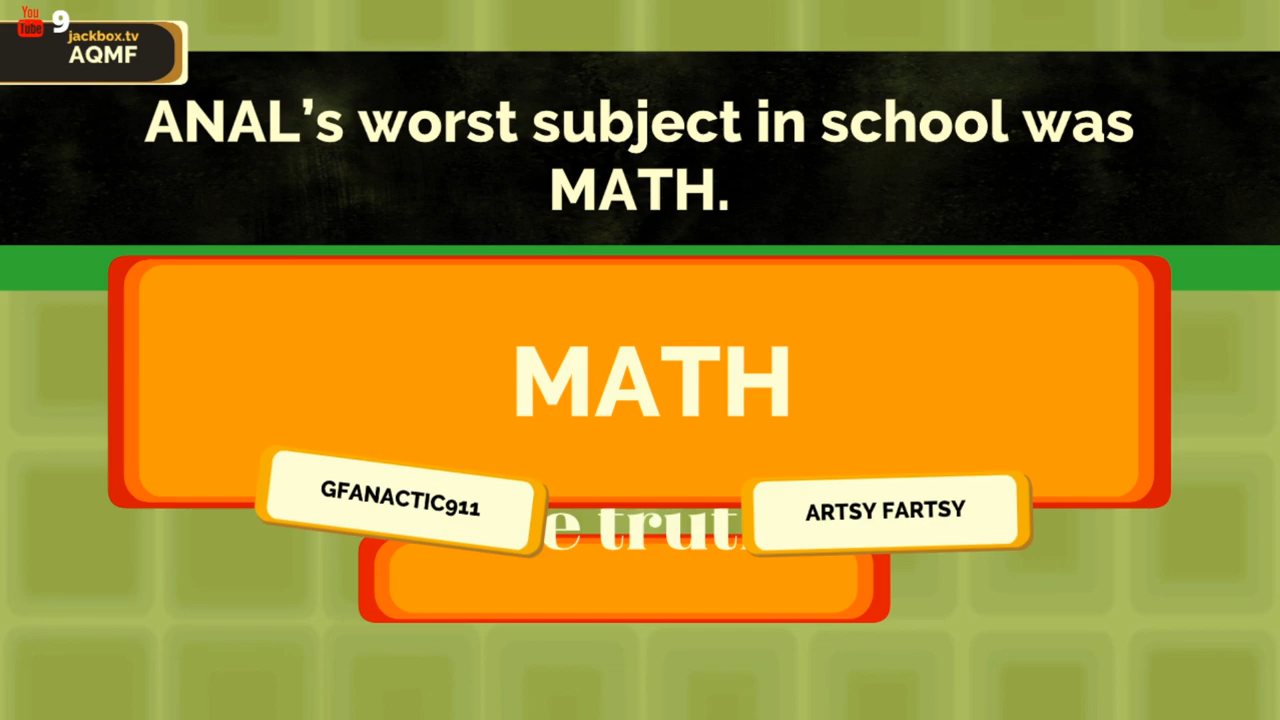 You
Tube
9
jackbox.tv
AQMF
ANAL’s worst subject in school was
MATH.
MATH
GFANACTIC911
ARTSY FARTSY